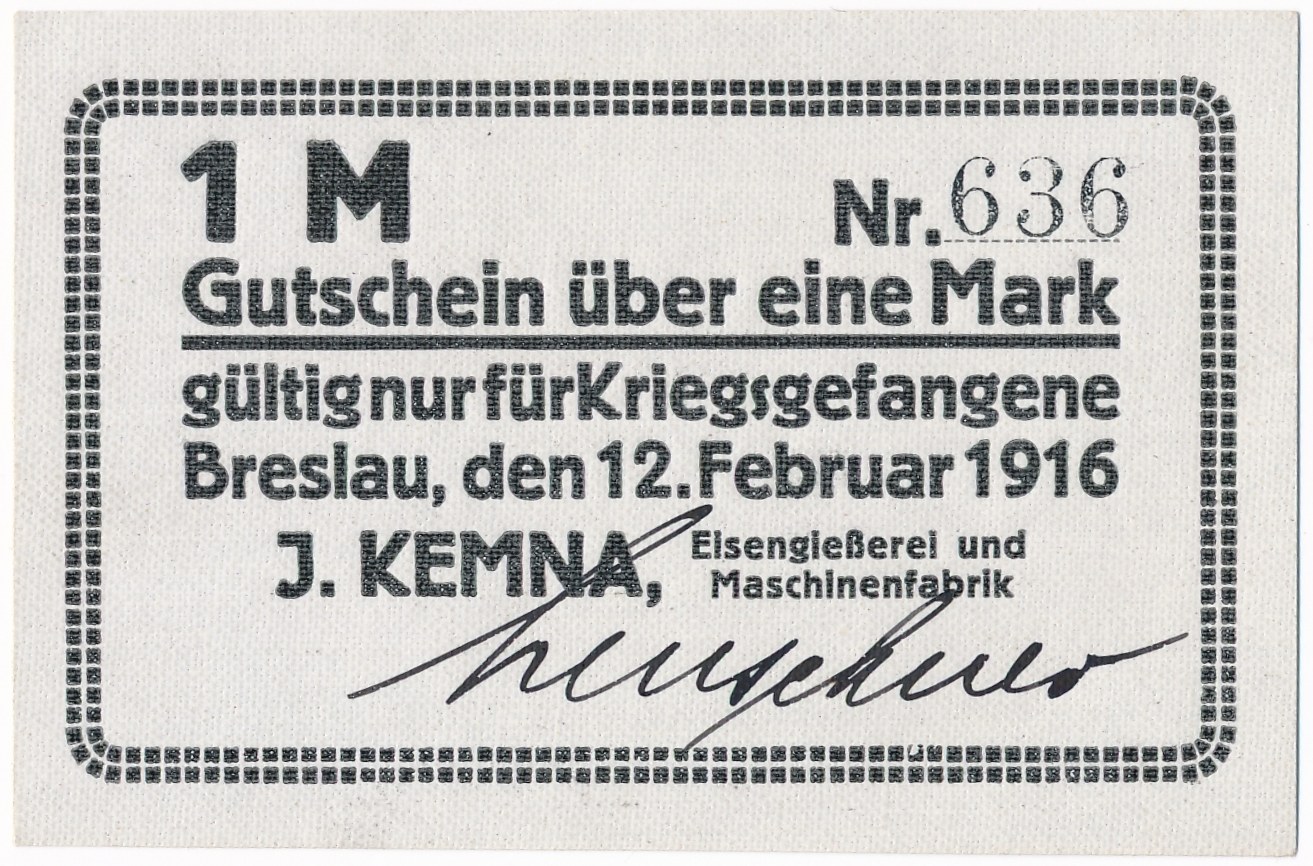 1 M
Nr. 636
Gutschein über eine Mark
gültig nur für Kriegsgefangene
Breslau, den 12. Februar 1916
J. KEMNA, Eisengießerei und
Maschinenfabrik